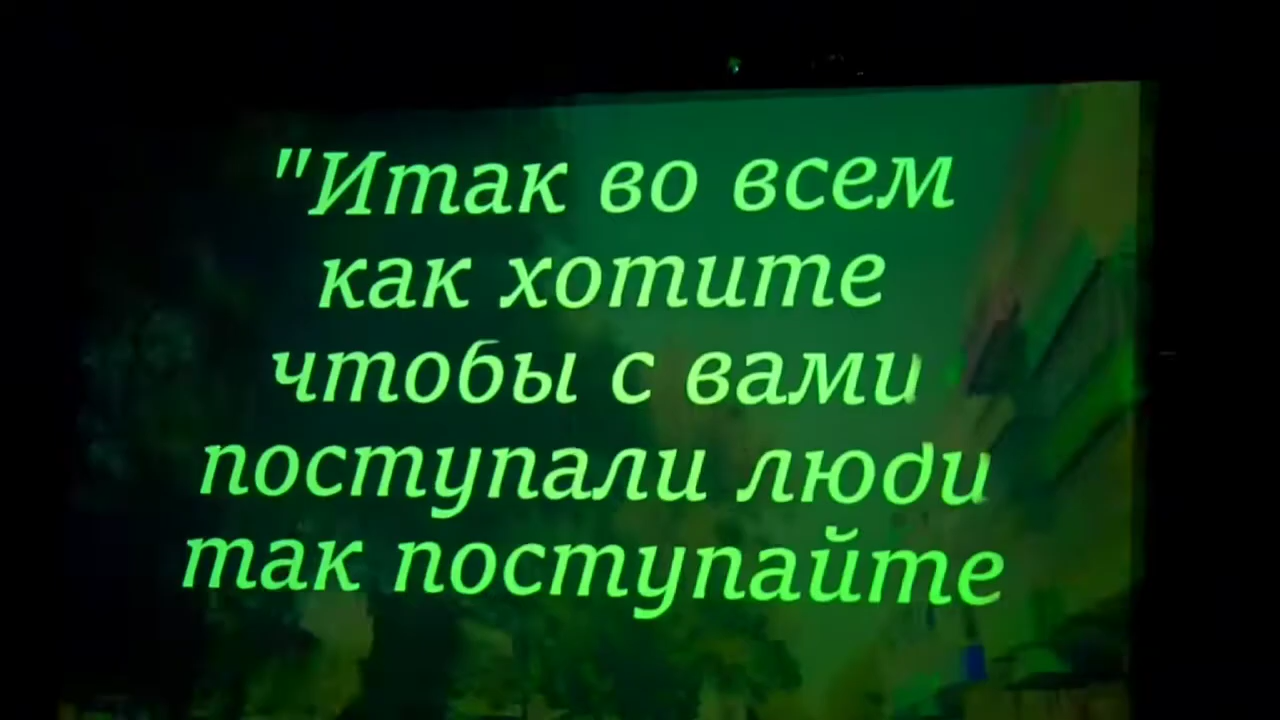 "Итак во всем
как хотите
чтобы с вами
поступали люди
так поступайте